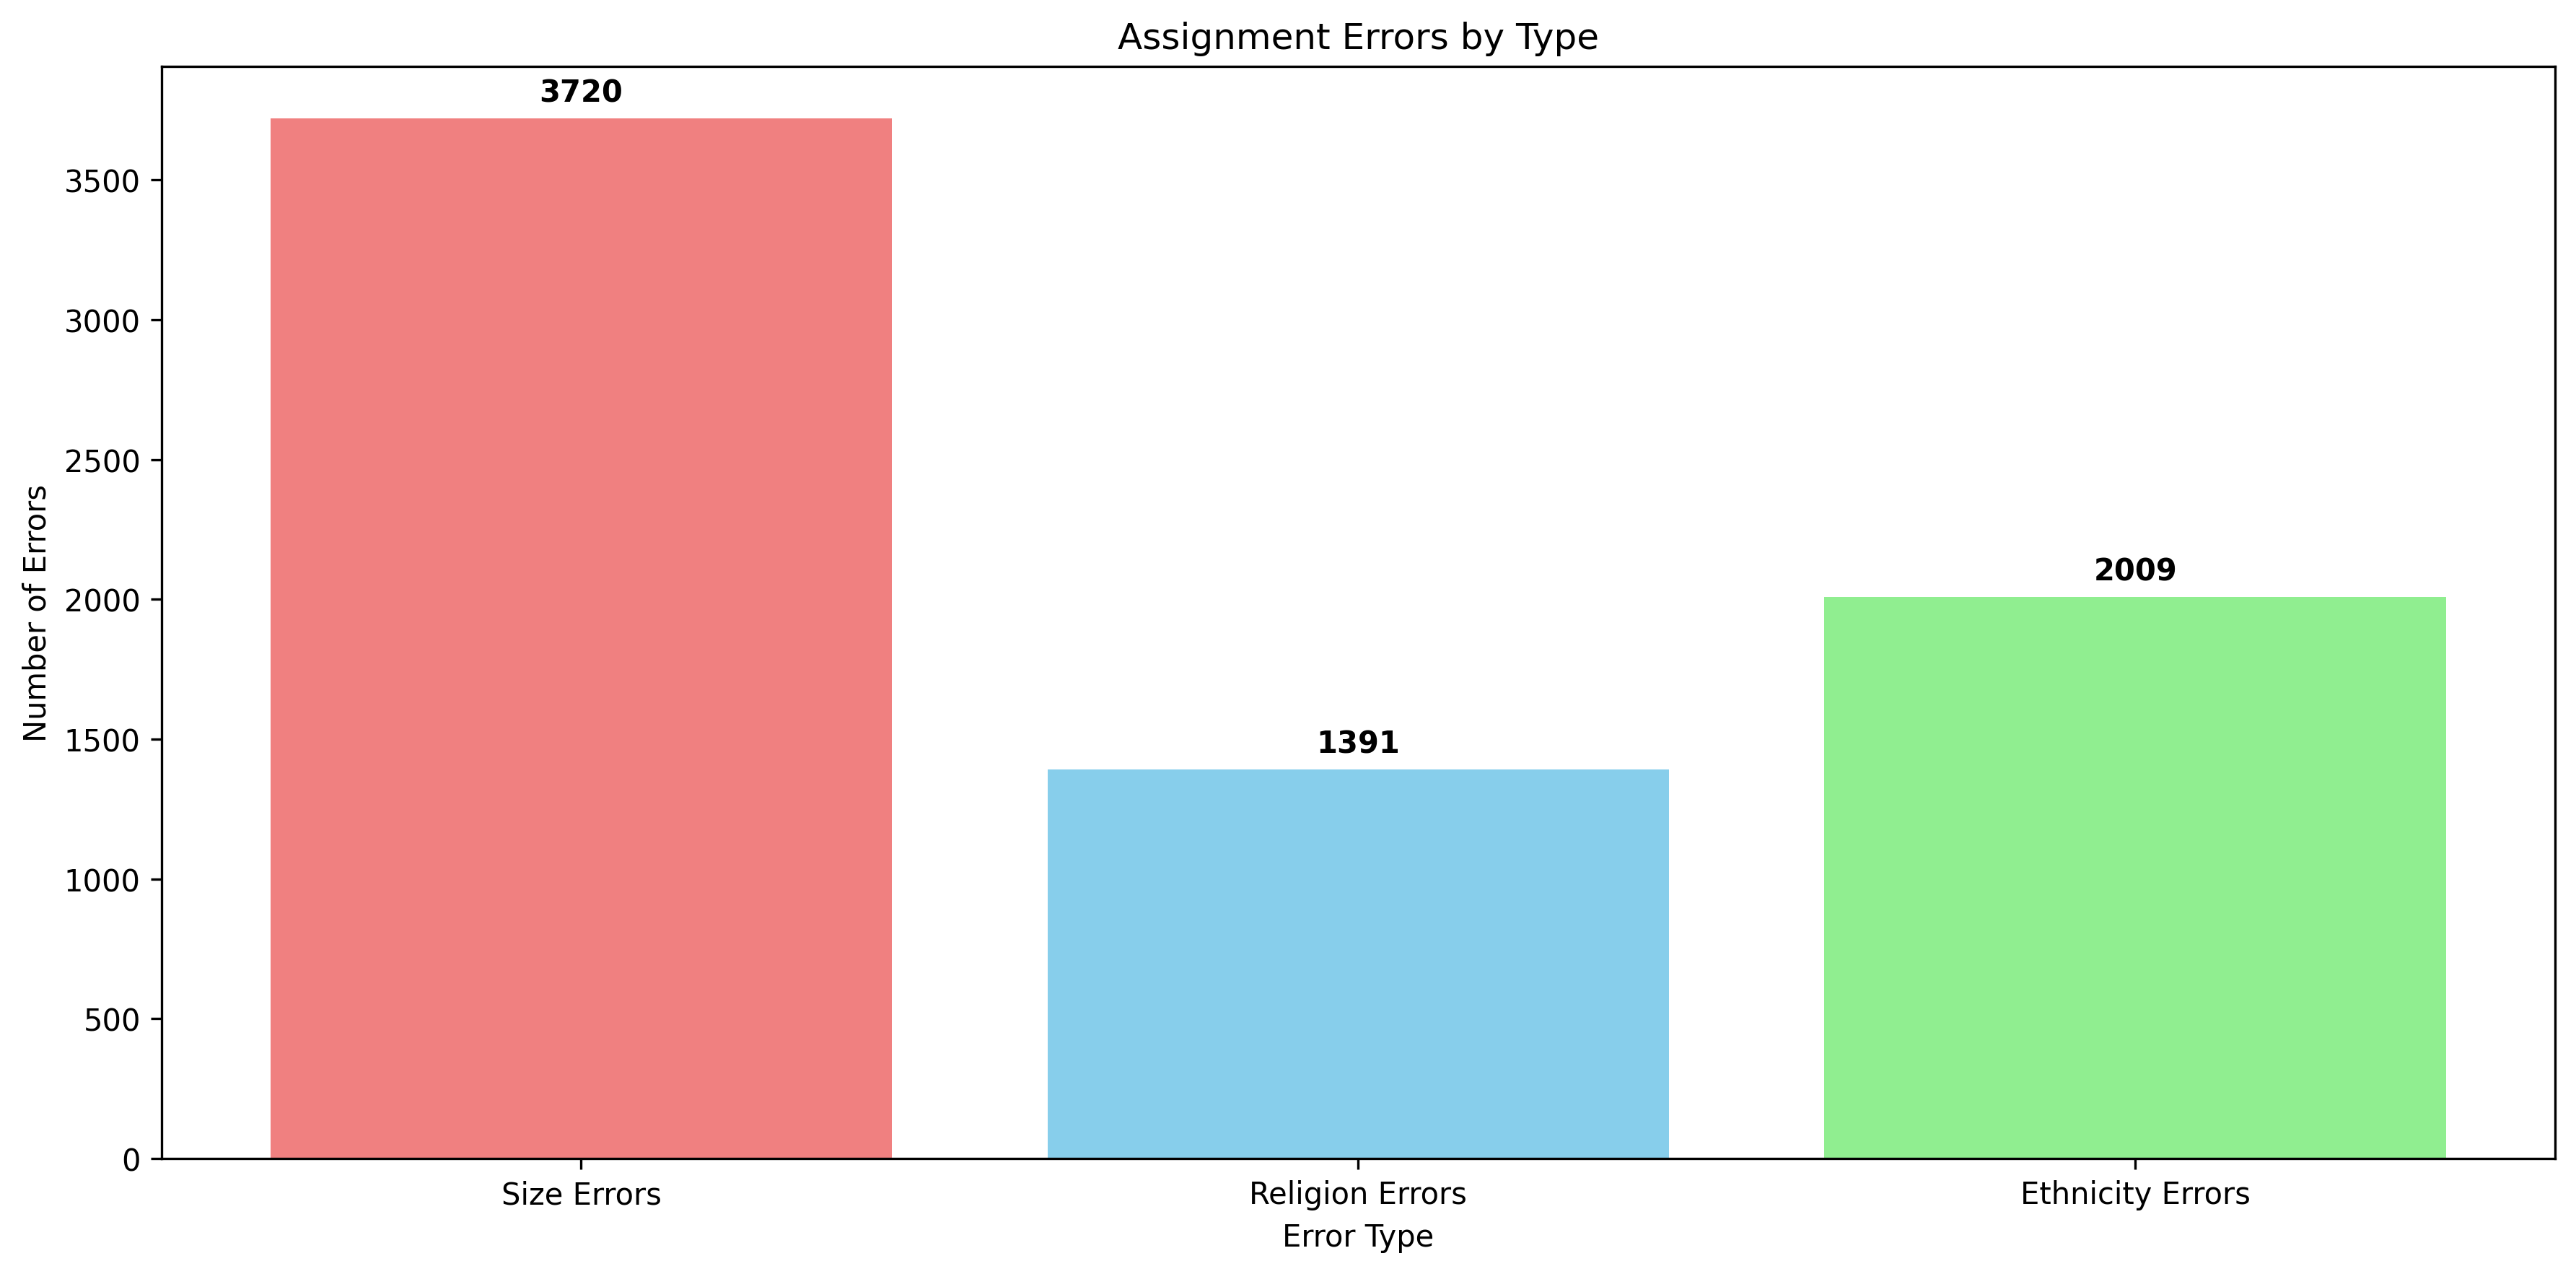 Assignment Errors by Type
Number of Errors
3500
3000
2500
2000
1500
1000
500
0
3720
1391
2009
Size Errors
Religion Errors
Ethnicity Errors
Error Type